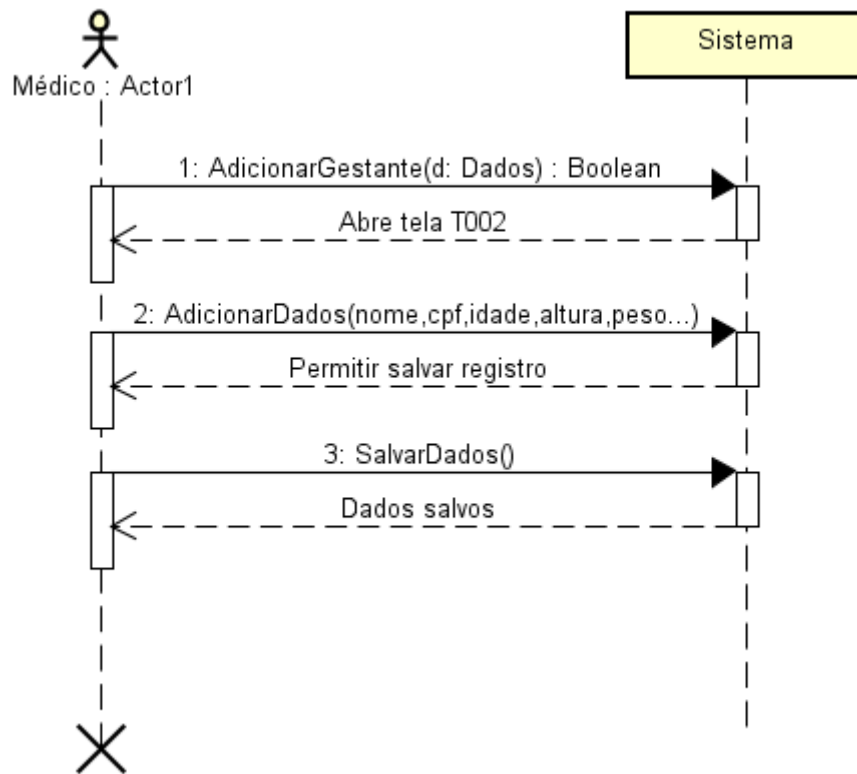 Sistema
Médico : Actor1
1: AdicionarGestante(d: Dados) : Boolean
Abre tela T002
2: AdicionarDados(nome,cpf,idade,altura,peso...)
Permitir salvar registro
3: SalvarDados()
Dados salvos